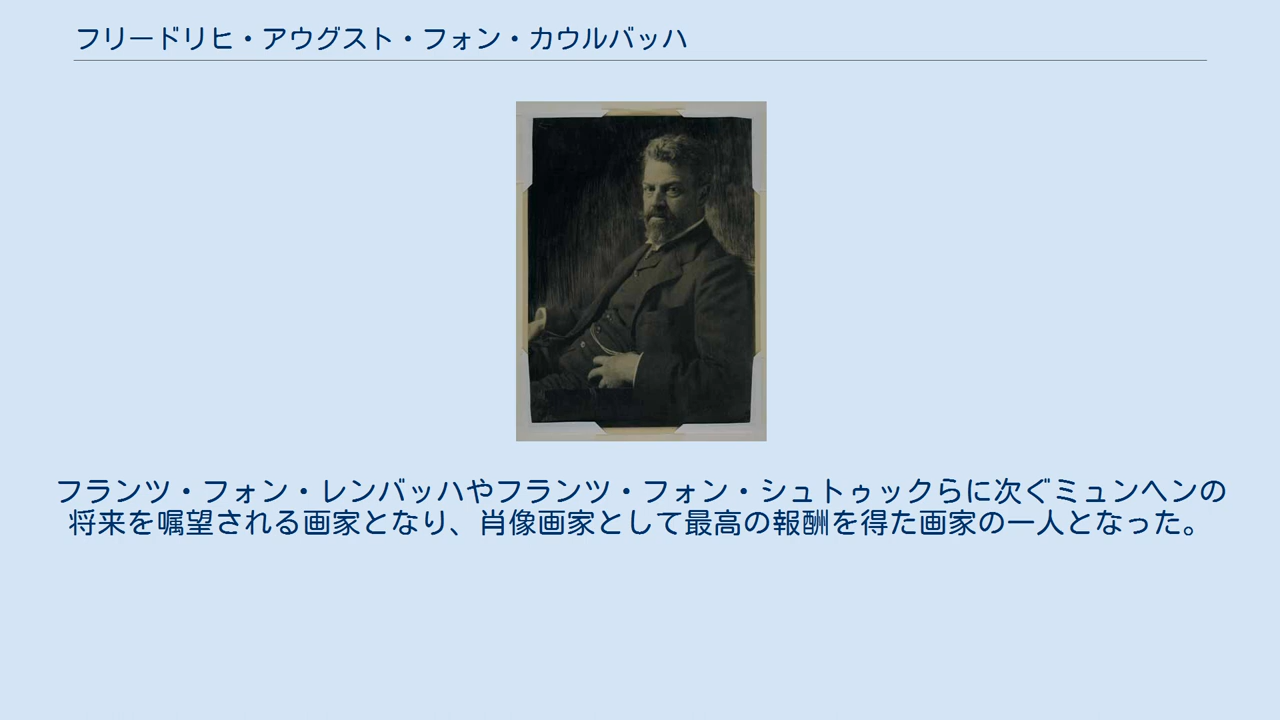 フリードリヒ・アウグスト・フォン・カウルバッハ
フランツ・フォン・レンバッハやフランツ・フォン・シュトゥックらに次ぐミュンヘンの
将来を嘱望される画家となり、肖像画家として最高の報酬を得た画家の一人となった。